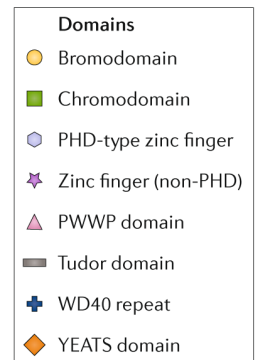 Domains
Bromodomain
Chromodomain
PHD-type zinc finger
Zinc finger (non-PHD)
PWWP domain
Tudor domain
WD40 repeat
YEATS domain